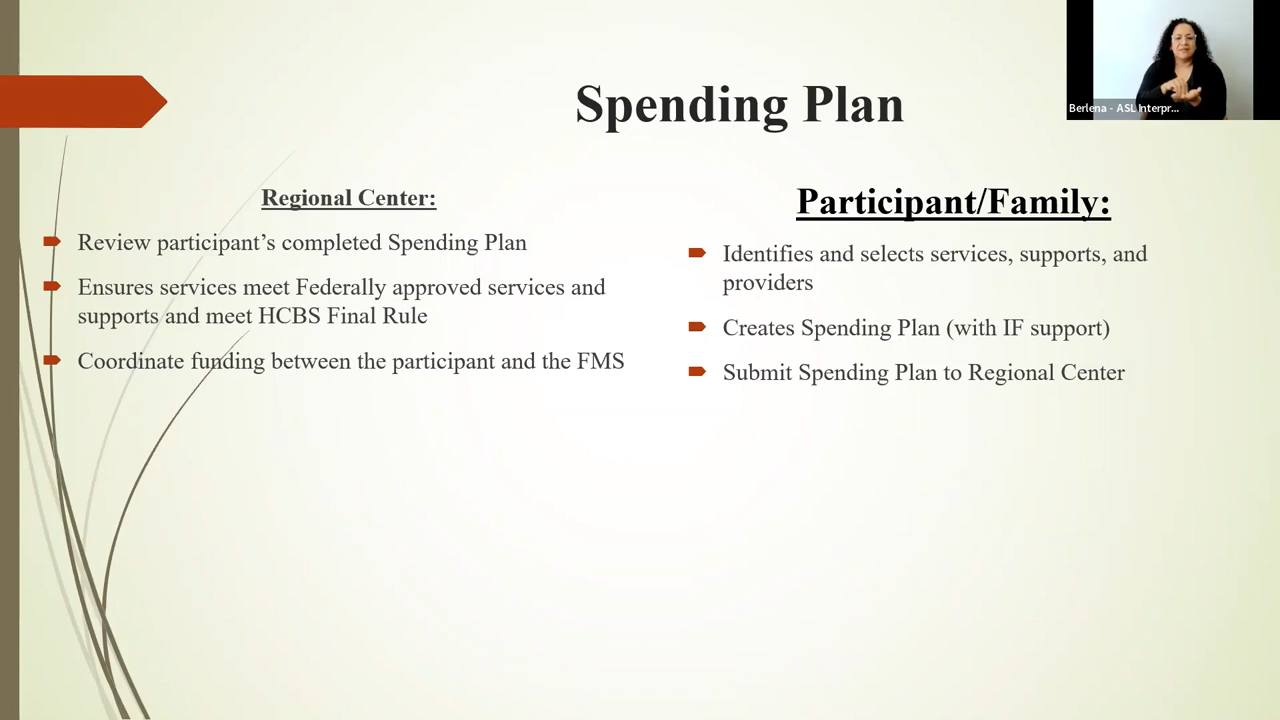 Spending Plan
Berlena - ASL Interpr...
Regional Center:
Review participant’s completed Spending Plan
Ensures services meet Federally approved services and
supports and meet HCBS Final Rule
Coordinate funding between the participant and the FMS
Participant/Family:
Identifies and selects services, supports, and
providers
Creates Spending Plan (with IF support)
Submit Spending Plan to Regional Center